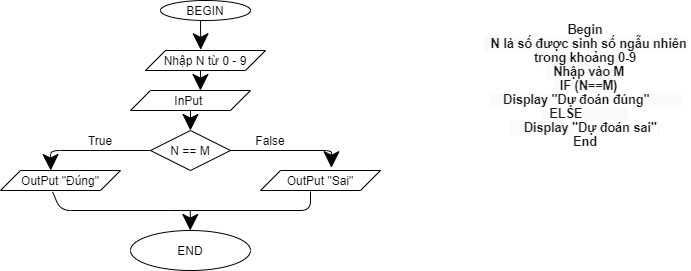 BEGIN
Nhập N từ 0 - 9
InPut
True
False
N == M
OutPut "Đúng"
OutPut "Sai"
END
Begin
N là số được sinh số ngẫu nhiên
trong khoảng 0-9
Nhập vào M
IF (N==M)
Display "Dự đoán đúng"
ELSE
Display "Dự đoán sai"
End